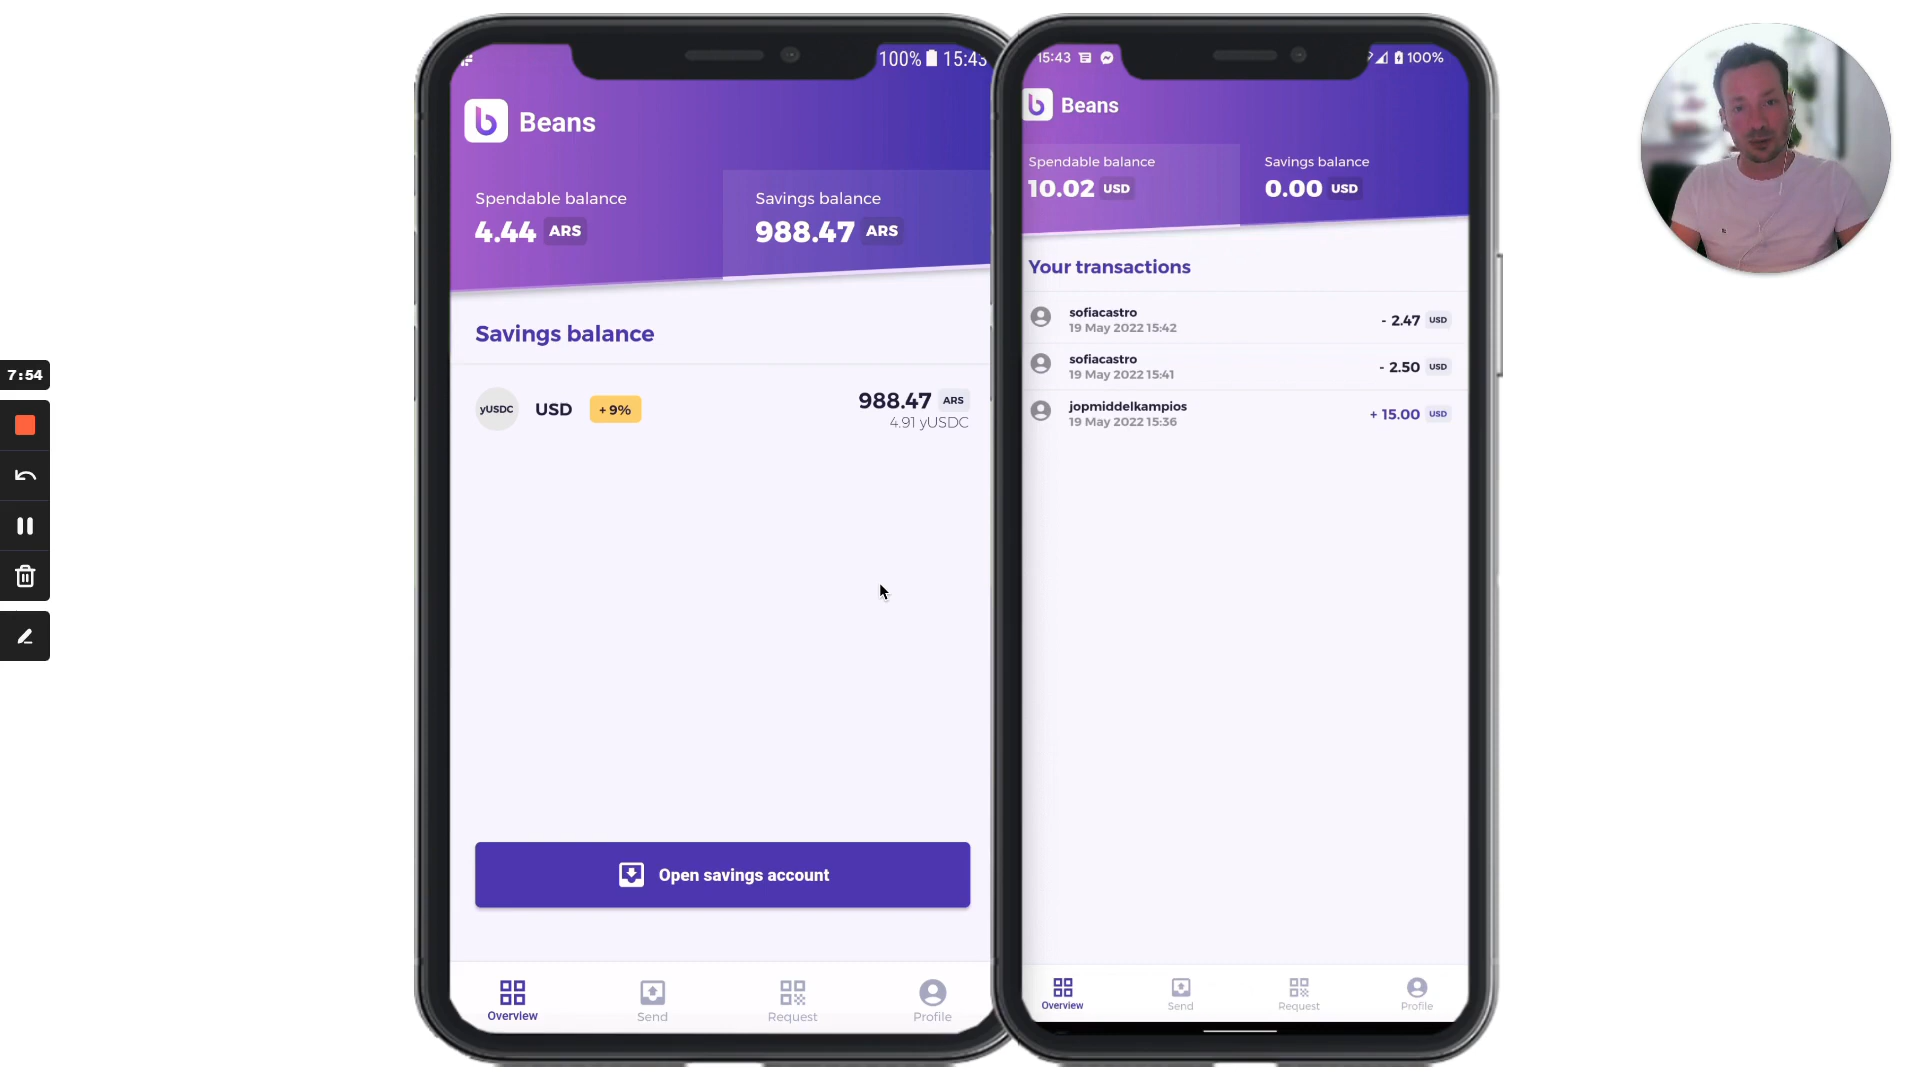 7:54
100% 15:43
Beans
Spendable balance
4.44 ARS
Savings balance
988.47 ARS
Savings balance
yUSDC USD + 9% 988.47 ARS
4.91 yUSDC
Open savings account
Overview Send Request Profile
15:43 100%
Beans
Spendable balance
10.02 USD
Savings balance
0.00 USD
Your transactions
sofiacastro - 2.47 USD
19 May 2022 15:42
sofiacastro - 2.50 USD
19 May 2022 15:41
jopmiddelkampios + 15.00 USD
19 May 2022 15:36
Overview Send Request Profile